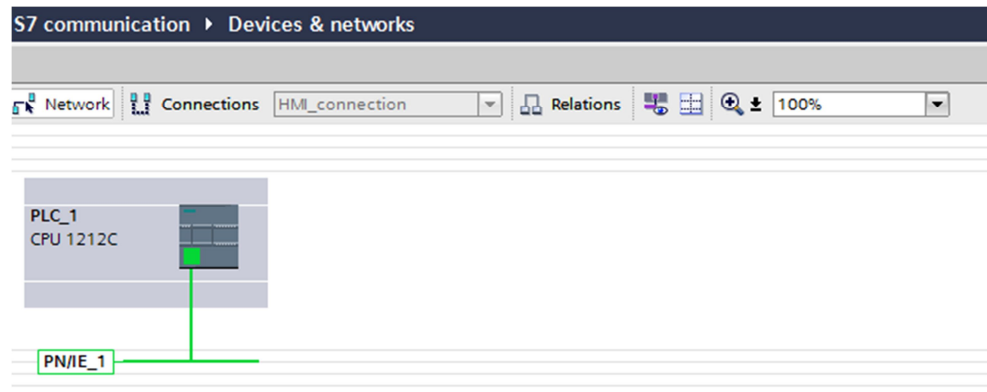 S7 communication ▸ Devices & networks
Network Connections HMI_connection Relations 100%
PLC_1
CPU 1212C
PN/IE_1